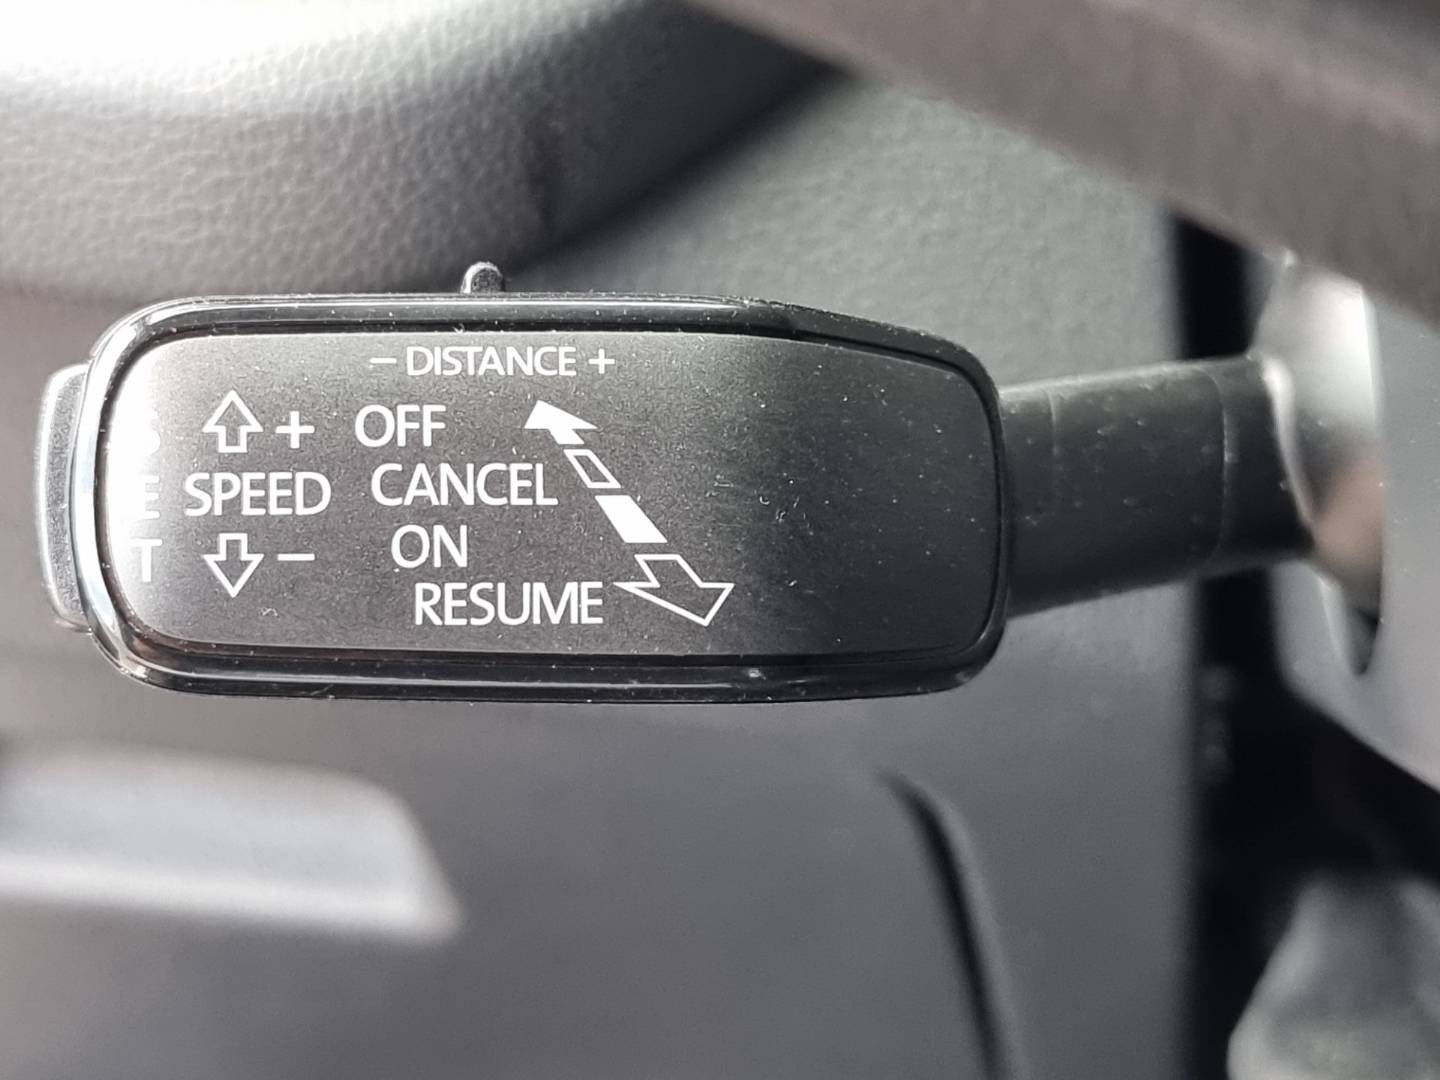 − DISTANCE +
S
E
T
+
SPEED
−
OFF
CANCEL
ON
RESUME